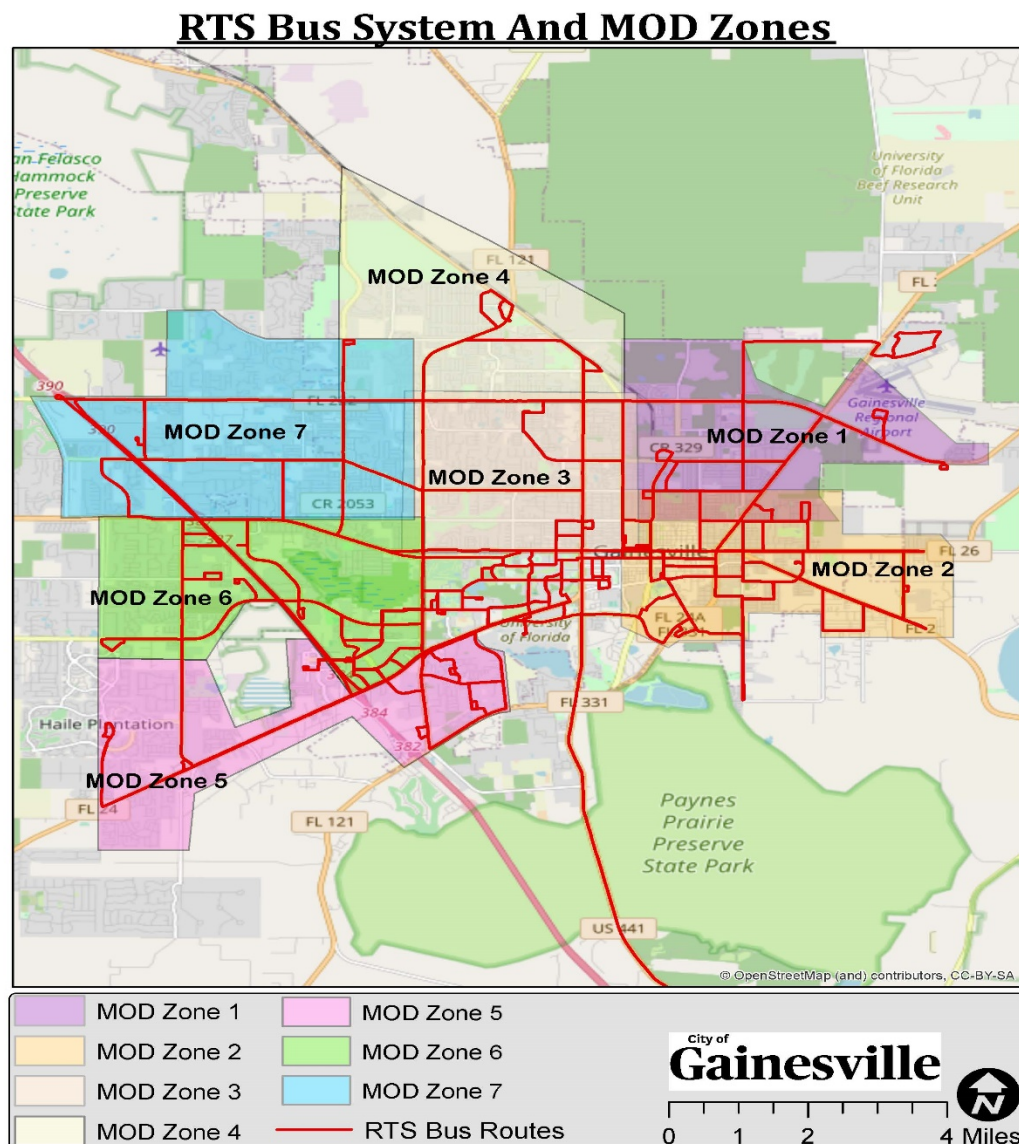 RTS Bus System And MOD Zones
an Felasco
Hammock
Preserve
State Park
University
of Florida
Beef Research
Unit
FL 121
MOD Zone 4
FL 2
390
Gainesville
Regional
Airport
MOD Zone 7
MOD Zone 1
CR 329
MOD Zone 3
CR 2053
Gainesville
FL 26
MOD Zone 2
MOD Zone 6
University
of Florida
FL 2
FL 331
Haile Plantation
384
382
MOD Zone 5
FL 24
FL 121
Paynes
Prairie
Preserve
State Park
US 441
© OpenStreetMap (and) contributors, CC-BY-SA
MOD Zone 1
MOD Zone 2
MOD Zone 3
MOD Zone 4
MOD Zone 5
MOD Zone 6
MOD Zone 7
RTS Bus Routes
City of
Gainesville
N
0 1 2 4
Miles